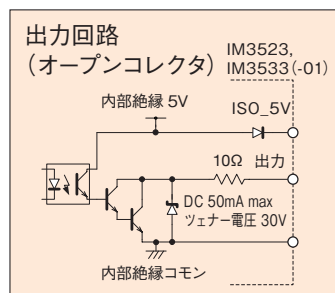 出力回路
（オープンコレクタ）
IM3523,
IM3533（-01）
内部絶縁 5V
ISO_5V
10Ω 出力
DC 50mA max
ツェナー電圧 30V
内部絶縁コモン